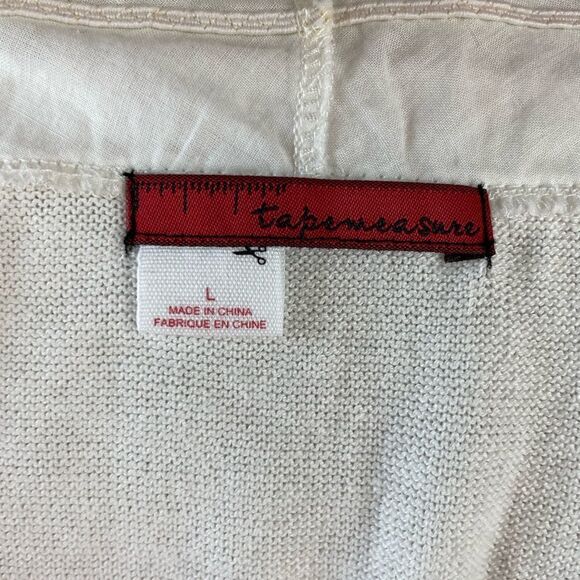 tapemeasure
L
MADE IN CHINA
FABRIQUE EN CHINE